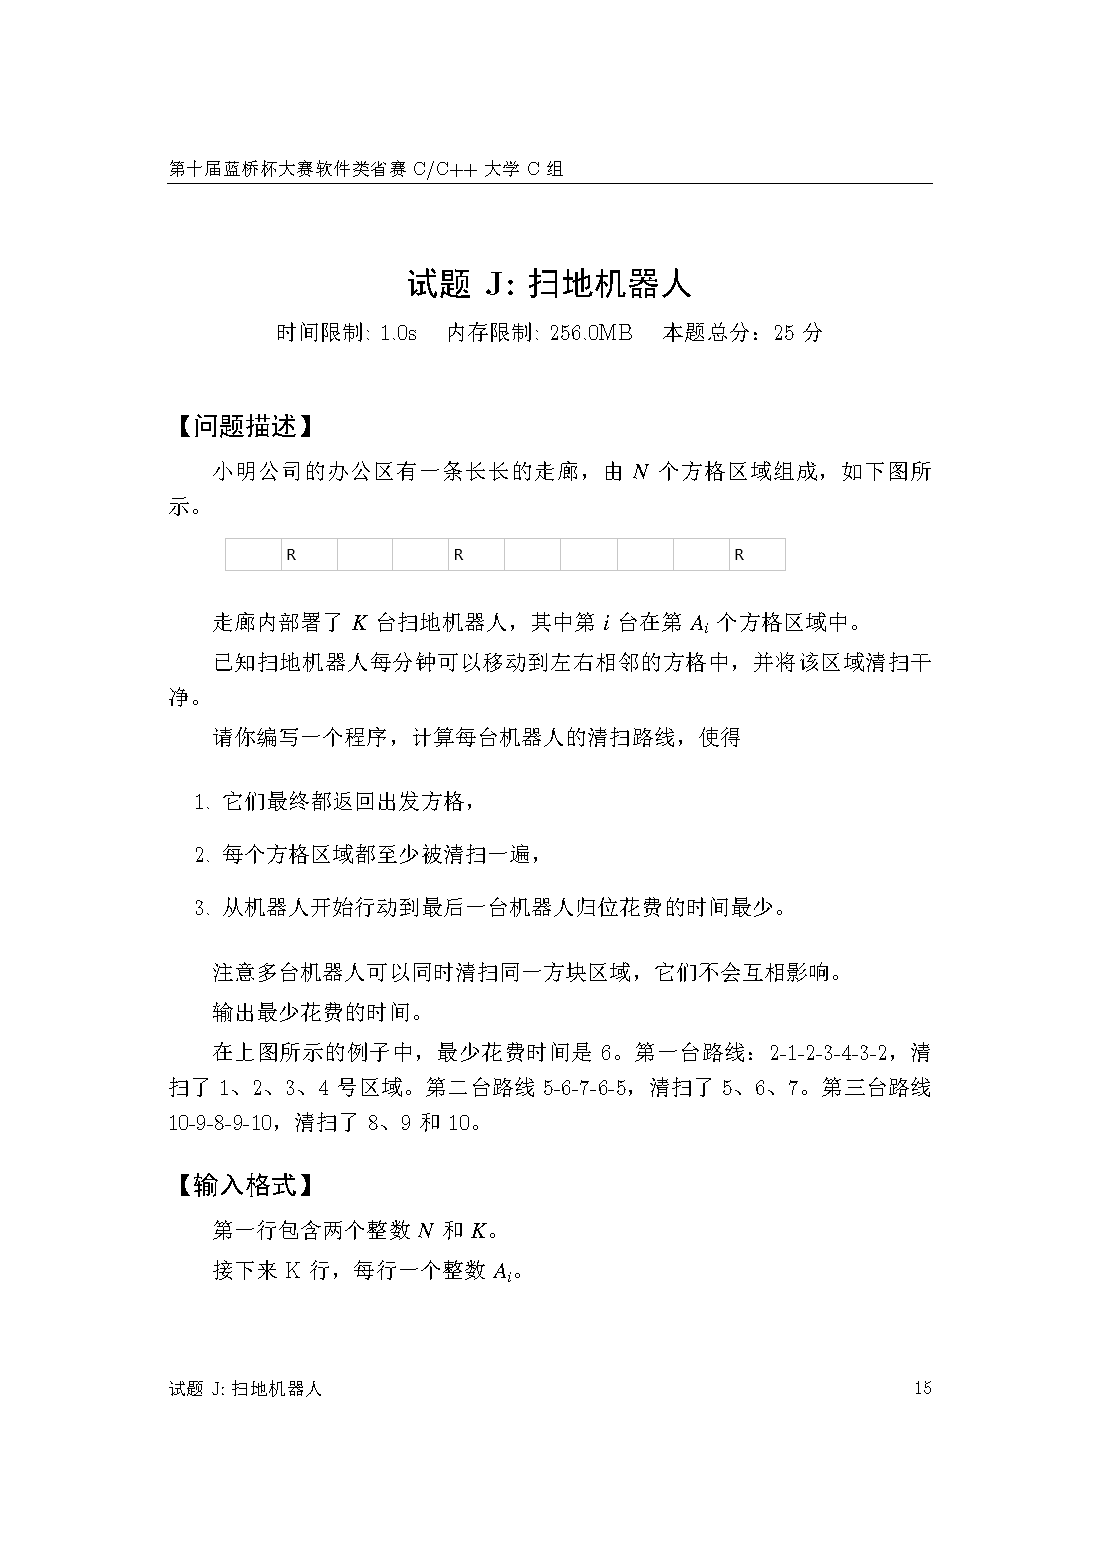 第十届蓝桥杯大赛软件类省赛 C/C++ 大学 C 组
试题 J: 扫地机器人
时间限制: 1.0s 内存限制: 256.0MB 本题总分：25 分
【问题描述】
小明公司的办公区有一条长长的走廊，由 N 个方格区域组成，如下图所
示。
R R R
走廊内部署了 K 台扫地机器人，其中第 i 台在第 Ai 个方格区域中。
已知扫地机器人每分钟可以移动到左右相邻的方格中，并将该区域清扫干
净。
请你编写一个程序，计算每台机器人的清扫路线，使得
1. 它们最终都返回出发方格，
2. 每个方格区域都至少被清扫一遍，
3. 从机器人开始行动到最后一台机器人归位花费的时间最少。
注意多台机器人可以同时清扫同一方块区域，它们不会互相影响。
输出最少花费的时间。
在上图所示的例子中，最少花费时间是 6。第一台路线：2-1-2-3-4-3-2，清
扫了 1、2、3、4 号区域。第二台路线 5-6-7-6-5，清扫了 5、6、7。第三台路线
10-9-8-9-10，清扫了 8、9 和 10。
【输入格式】
第一行包含两个整数 N 和 K。
接下来 K 行，每行一个整数 Ai。
试题 J: 扫地机器人 15